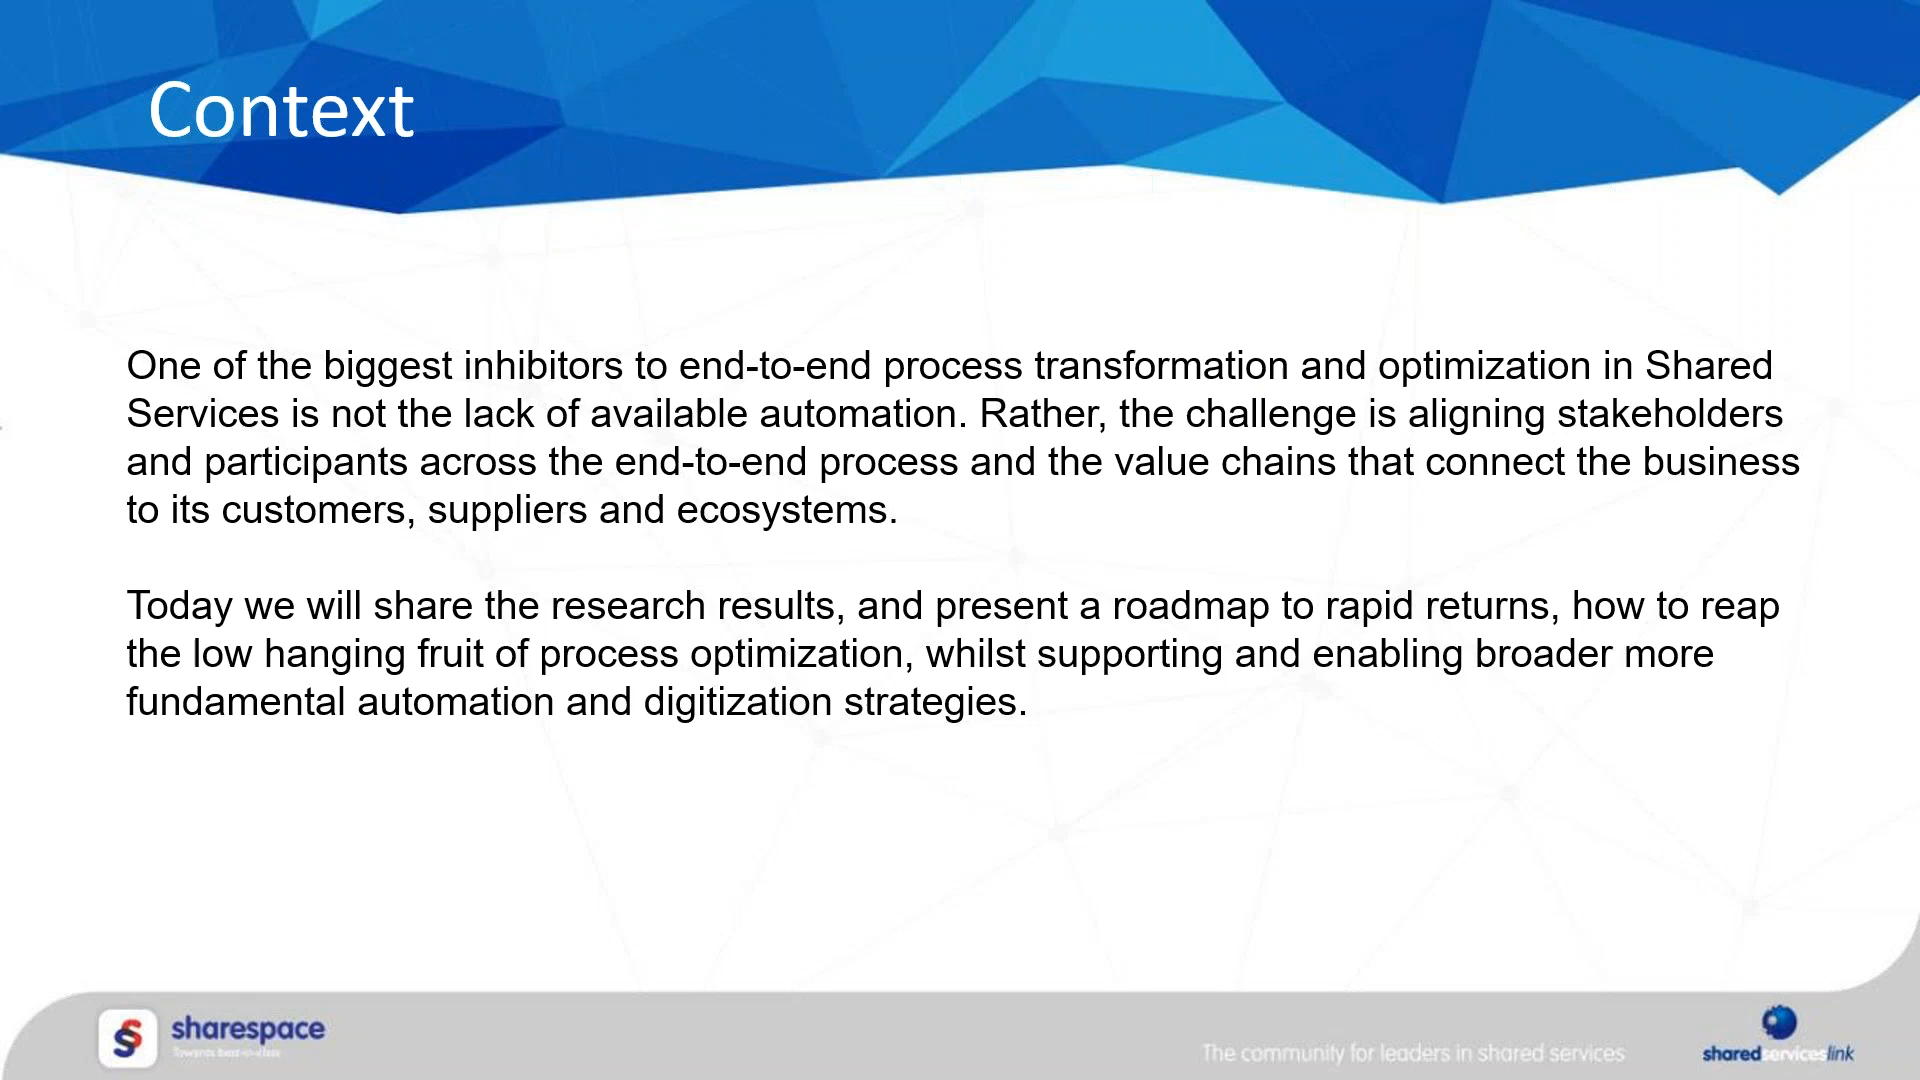 Context
One of the biggest inhibitors to end-to-end process transformation and optimization in Shared
Services is not the lack of available automation. Rather, the challenge is aligning stakeholders
and participants across the end-to-end process and the value chains that connect the business
to its customers, suppliers and ecosystems.
Today we will share the research results, and present a roadmap to rapid returns, how to reap
the low hanging fruit of process optimization, whilst supporting and enabling broader more
fundamental automation and digitization strategies.
sharespace
Towards best-in-class
The community for leaders in shared services
sharedserviceslink